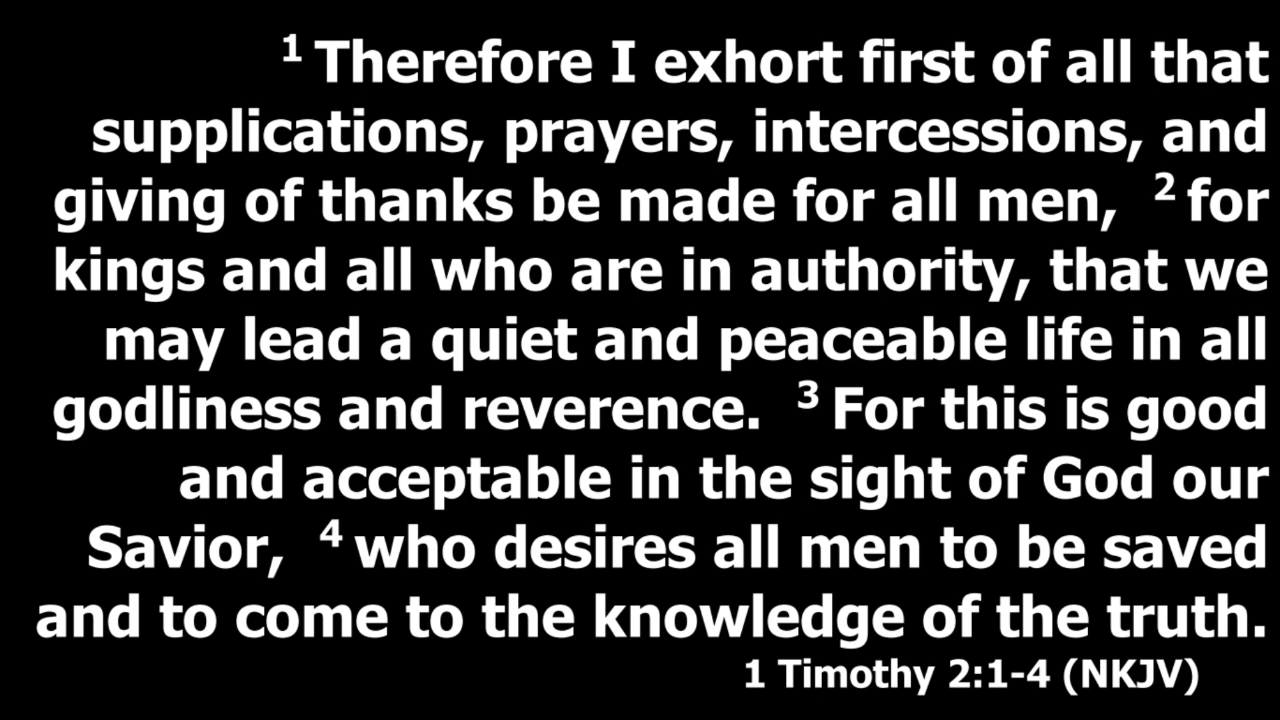 ¹ Therefore I exhort first of all that
supplications, prayers, intercessions, and
giving of thanks be made for all men, ² for
kings and all who are in authority, that we
may lead a quiet and peaceable life in all
godliness and reverence. ³ For this is good
and acceptable in the sight of God our
Savior, ⁴ who desires all men to be saved
and to come to the knowledge of the truth.
1 Timothy 2:1-4 (NKJV)